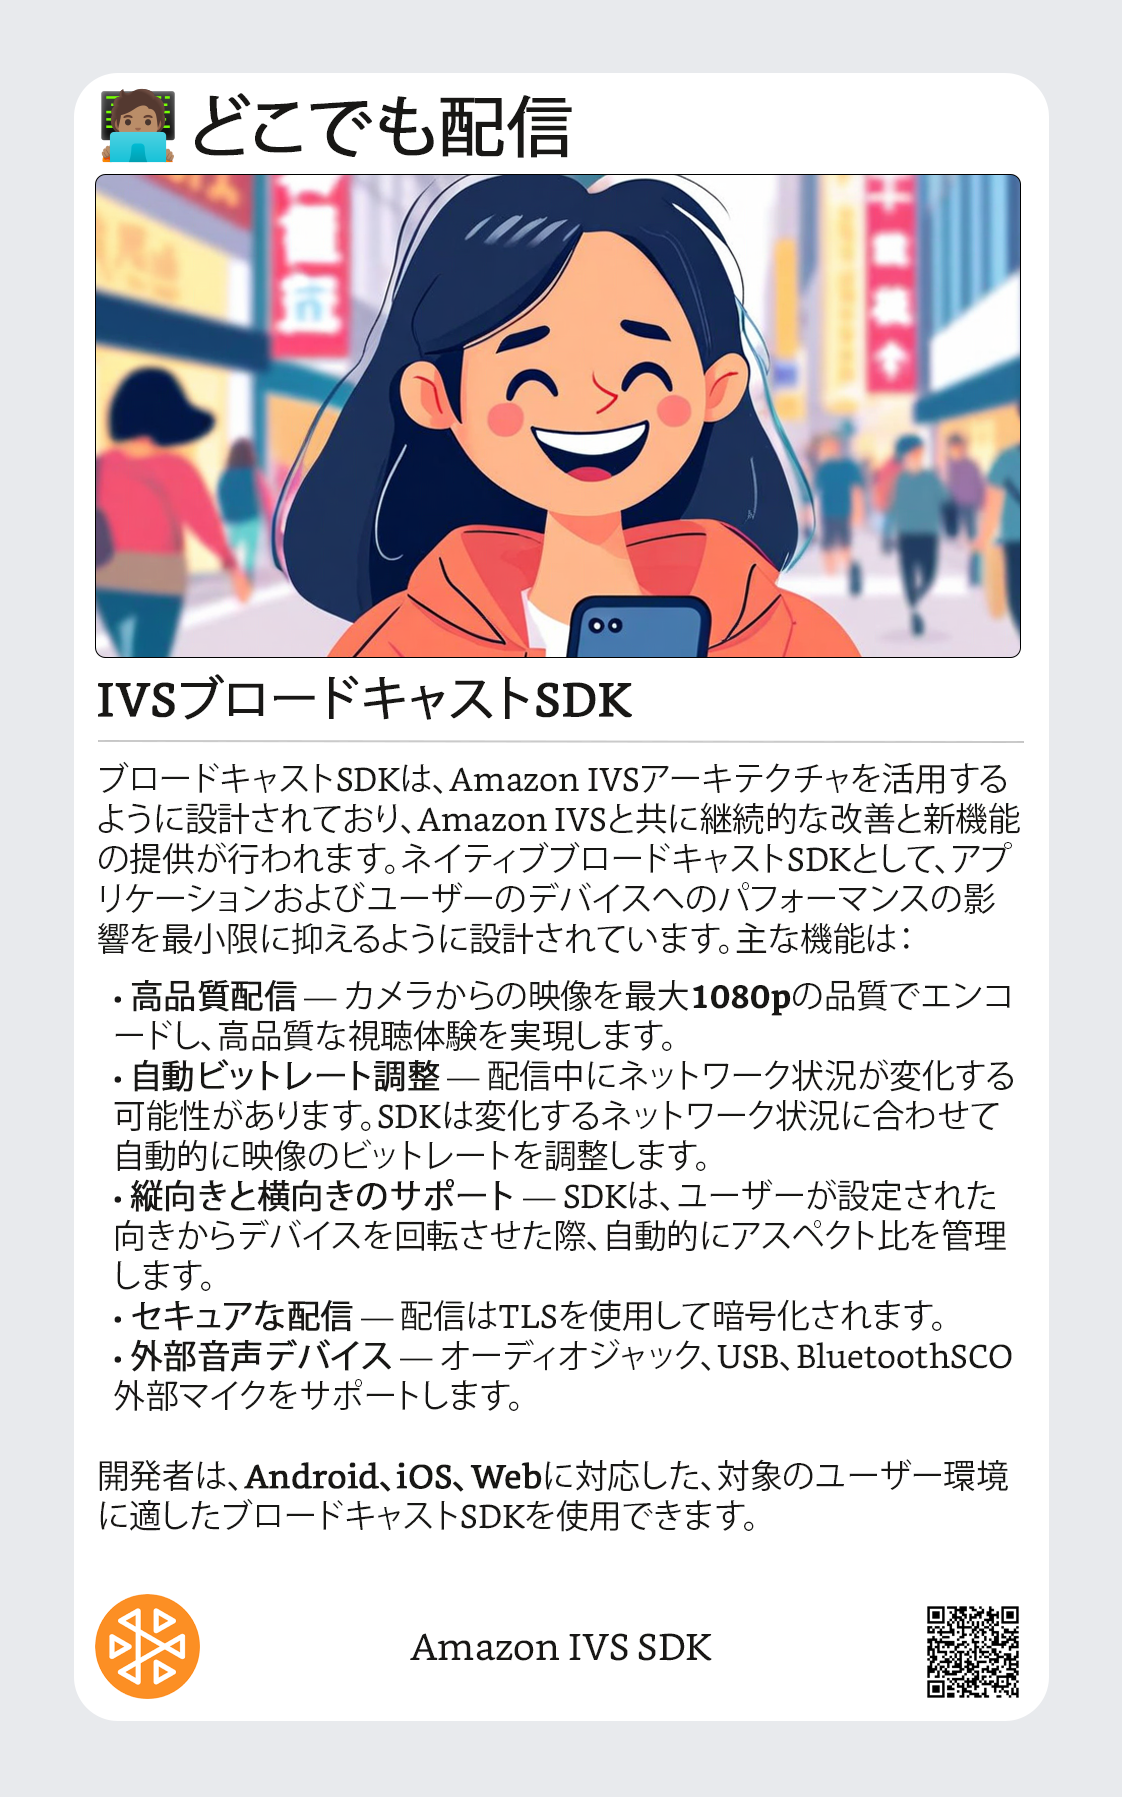 どこでも配信
IVSブロードキャストSDK
ブロードキャストSDKは、Amazon IVSアーキテクチャを活用する
ように設計されており、Amazon IVSと共に継続的な改善と新機能
の提供が行われます。ネイティブブロードキャストSDKとして、アプ
リケーションおよびユーザーのデバイスへのパフォーマンスの影
響を最小限に抑えるように設計されています。主な機能は：
• 高品質配信 — カメラからの映像を最大1080pの品質でエンコ
ードし、高品質な視聴体験を実現します。
• 自動ビットレート調整 — 配信中にネットワーク状況が変化する
可能性があります。SDKは変化するネットワーク状況に合わせて
自動的に映像のビットレートを調整します。
• 縦向きと横向きのサポート — SDKは、ユーザーが設定された
向きからデバイスを回転させた際、自動的にアスペクト比を管理
します。
• セキュアな配信 — 配信はTLSを使用して暗号化されます。
• 外部音声デバイス — オーディオジャック、USB、BluetoothSCO
外部マイクをサポートします。
開発者は、Android、iOS、Webに対応した、対象のユーザー環境
に適したブロードキャストSDKを使用できます。
Amazon IVS SDK